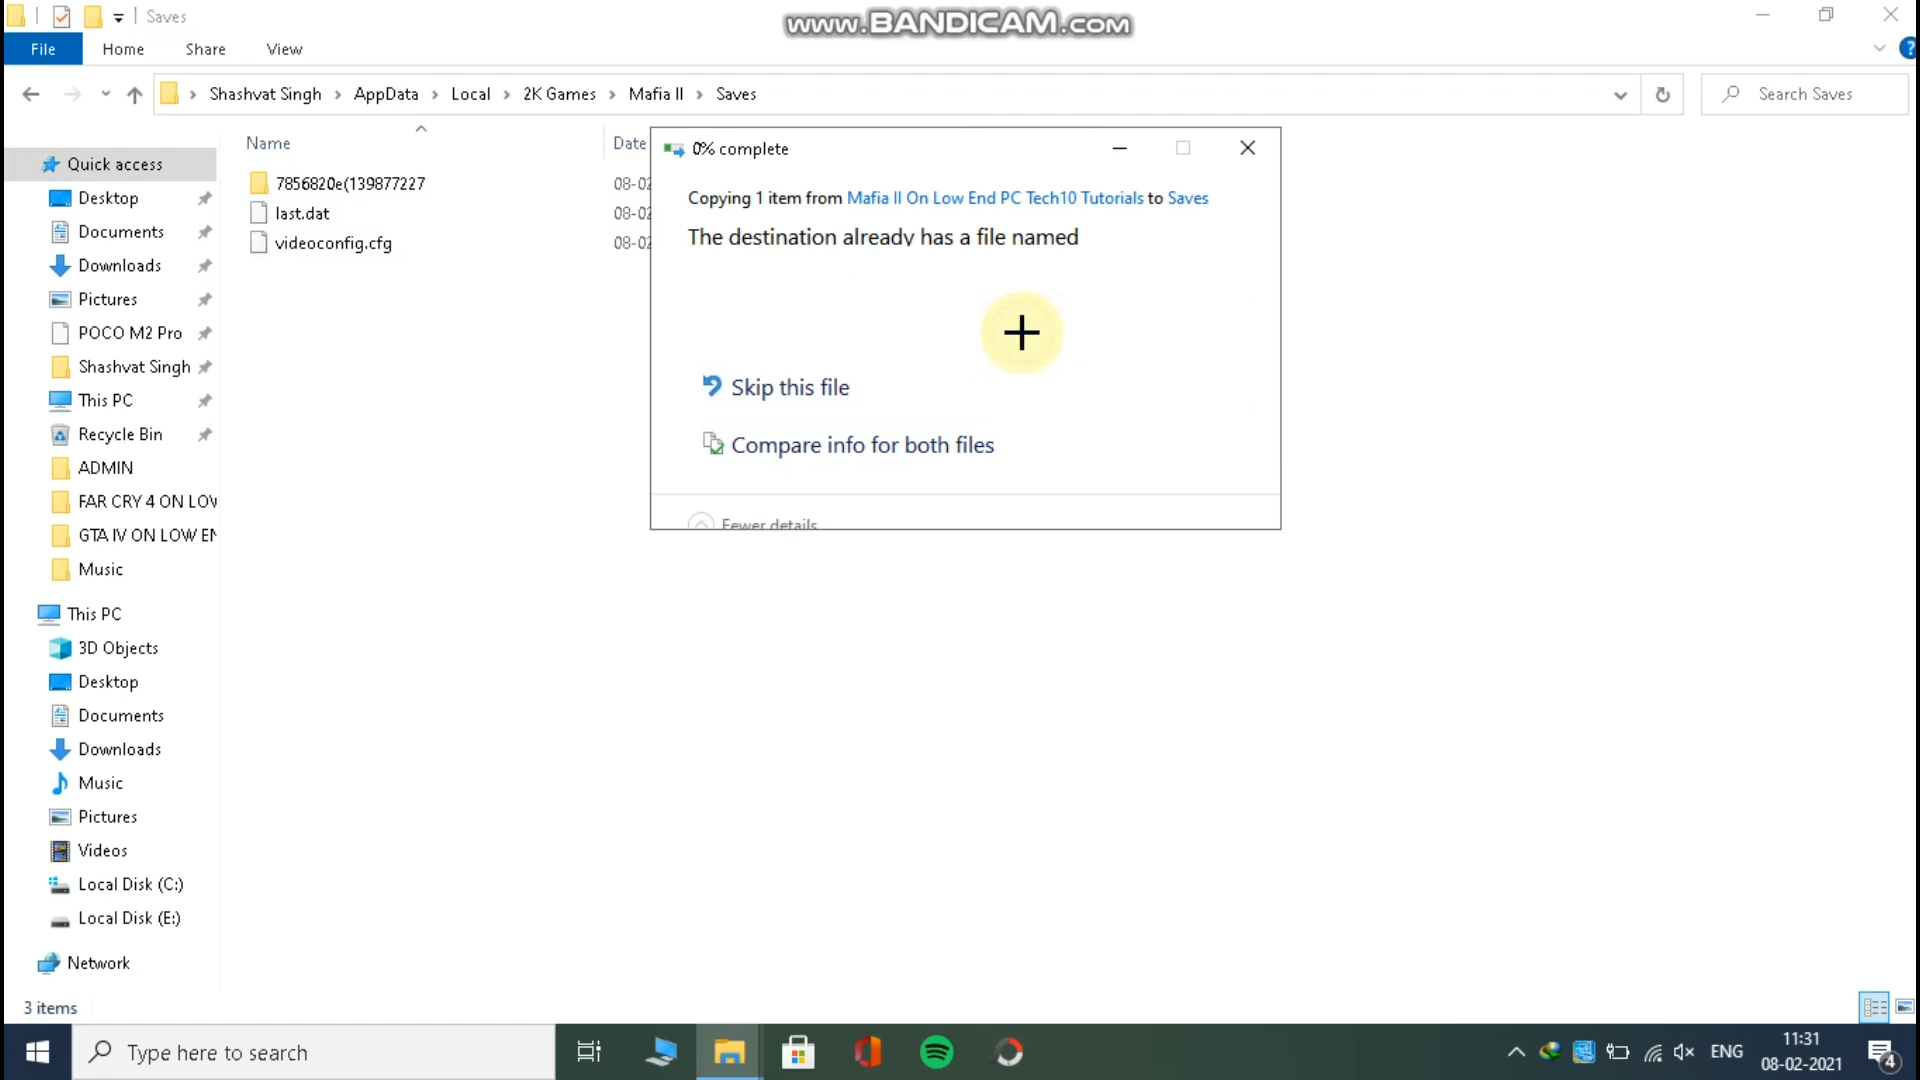 Saves
www.BANDICAM.com
File Home Share View
Shashvat Singh AppData Local 2K Games Mafia II Saves
Search Saves
Name Date
7856820e(139877227 08-02
last.dat 08-02
videoconfig.cfg 08-02
0% complete
Copying 1 item from Mafia II On Low End PC Tech10 Tutorials to Saves
The destination already has a file named
Skip this file
Compare info for both files
Fewer details
Quick access
Desktop
Documents
Downloads
Pictures
POCO M2 Pro
Shashvat Singh
This PC
Recycle Bin
ADMIN
FAR CRY 4 ON LOW
GTA IV ON LOW EN
Music
This PC
3D Objects
Desktop
Documents
Downloads
Music
Pictures
Videos
Local Disk (C:)
Local Disk (E:)
Network
3 items
Type here to search
ENG
11:31
08-02-2021
4